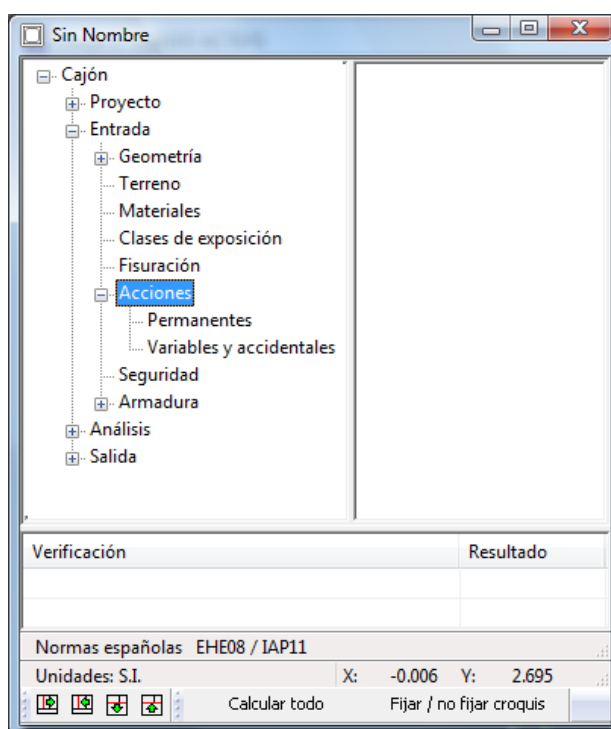 Sin Nombre
Cajón
Proyecto
Entrada
Geometría
Terreno
Materiales
Clases de exposición
Fisuración
Acciones
Permanentes
Variables y accidentales
Seguridad
Armadura
Análisis
Salida
Verificación Resultado
Normas españolas EHE08 / IAP11
Unidades: S.I. X: -0.006 Y: 2.695
Calcular todo Fijar / no fijar croquis